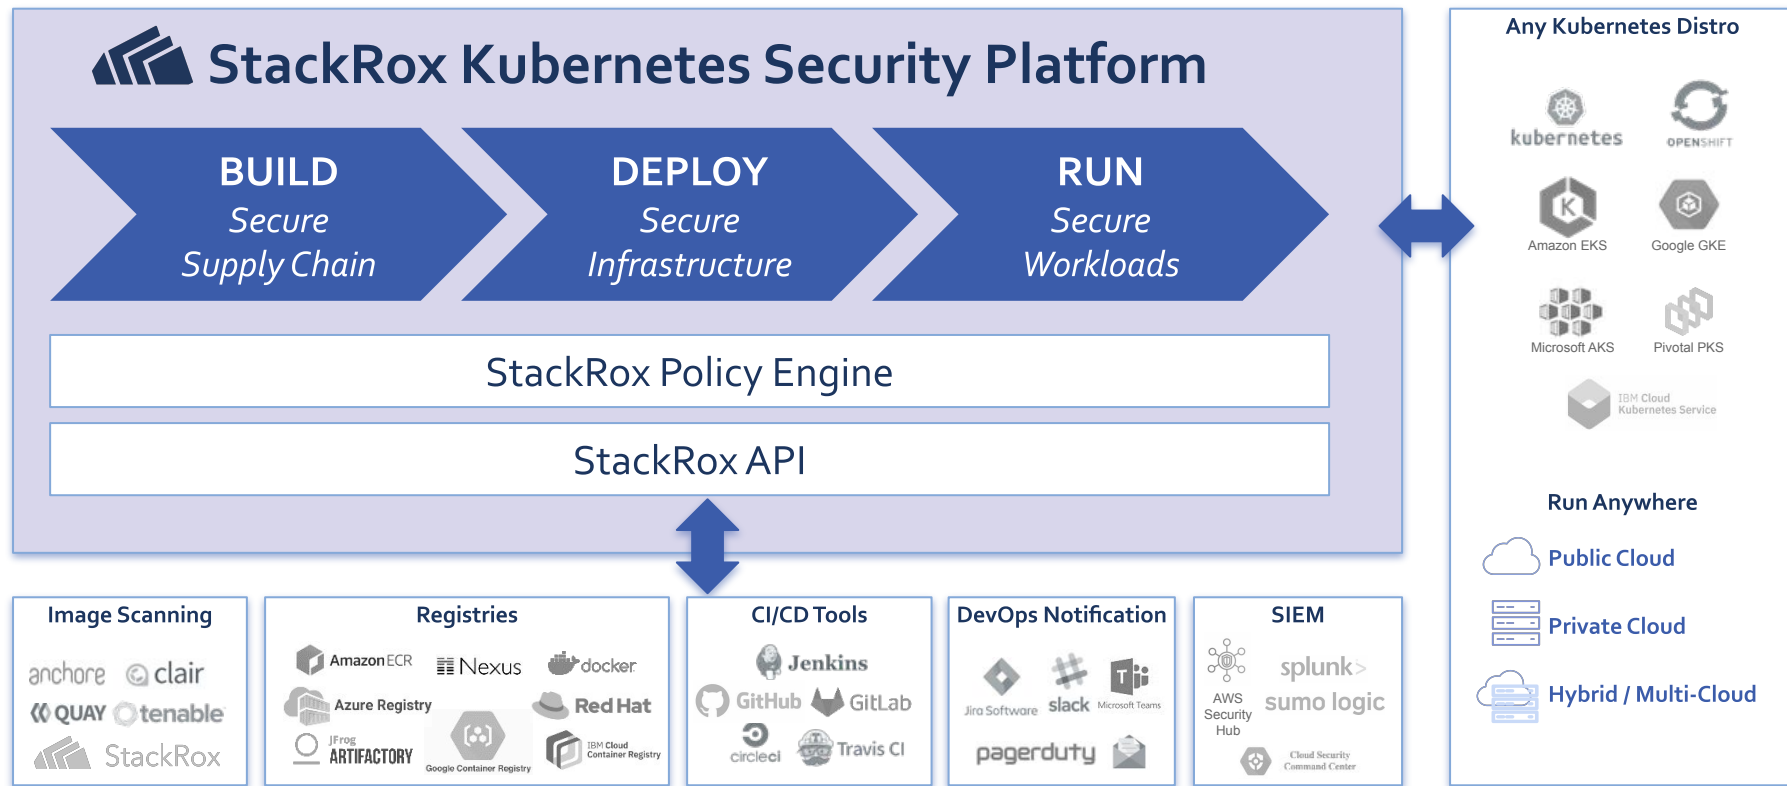 StackRox Kubernetes Security Platform
BUILD
Secure
Supply Chain
DEPLOY
Secure
Infrastructure
RUN
Secure
Workloads
StackRox Policy Engine
StackRox API
Image Scanning
anchore
clair
QUAY
tenable
StackRox
Registries
Amazon ECR
Nexus
docker
Azure Registry
Red Hat
JFrog
ARTIFACTORY
Google Container Registry
IBM Cloud
Container Registry
CI/CD Tools
Jenkins
GitHub
GitLab
circleci
Travis CI
DevOps Notification
Jira Software
slack
T
Microsoft Teams
pagerduty
SIEM
AWS
Security
Hub
splunk>
sumo logic
Cloud Security
Command Center
Any Kubernetes Distro
kubernetes
OPENSHIFT
K
Amazon EKS
Google GKE
Microsoft AKS
Pivotal PKS
IBM Cloud
Kubernetes Service
Run Anywhere
Public Cloud
Private Cloud
Hybrid / Multi-Cloud